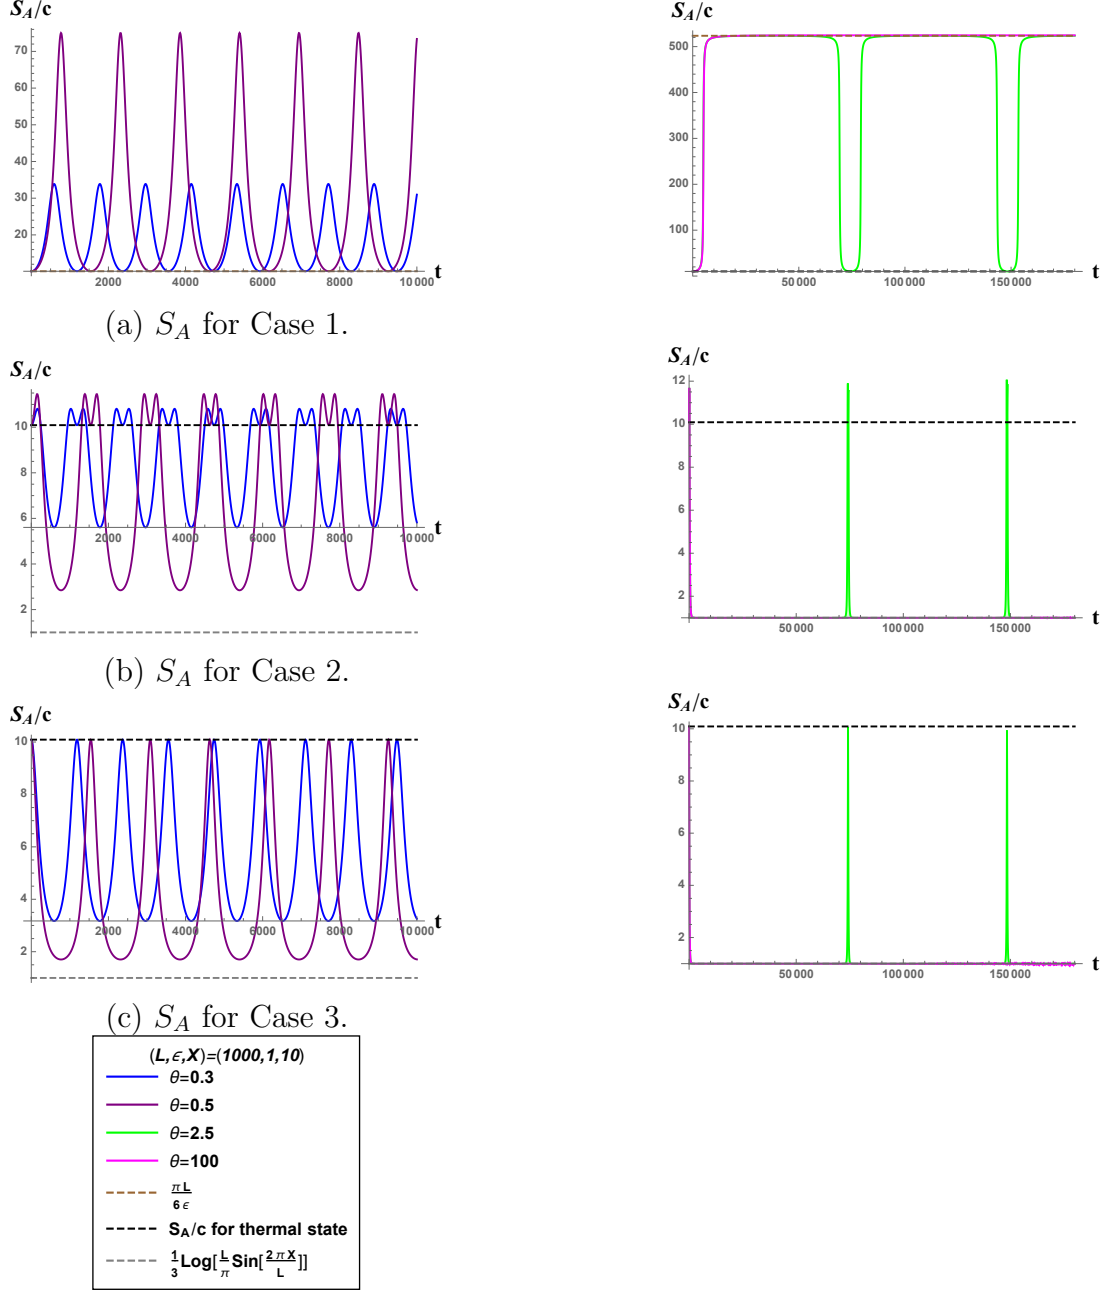 S_A/c
70
60
50
40
30
20
2000
4000
6000
8000
10000
t
S_A/c
500
400
300
200
100
50000
100000
150000
t
(a) S_A for Case 1.
S_A/c
10
8
6
4
2
2000
4000
6000
8000
10000
t
S_A/c
12
10
8
6
4
2
50000
100000
150000
t
(b) S_A for Case 2.
S_A/c
10
8
6
4
2
2000
4000
6000
8000
10000
t
S_A/c
10
8
6
4
2
50000
100000
150000
t
(c) S_A for Case 3.
(L,ϵ,X)=(1000,1,10)
θ=0.3
θ=0.5
θ=2.5
θ=100
π L / 6 ϵ
S_A/c for thermal state
1/3 Log[L/π Sin[2 π X/L]]